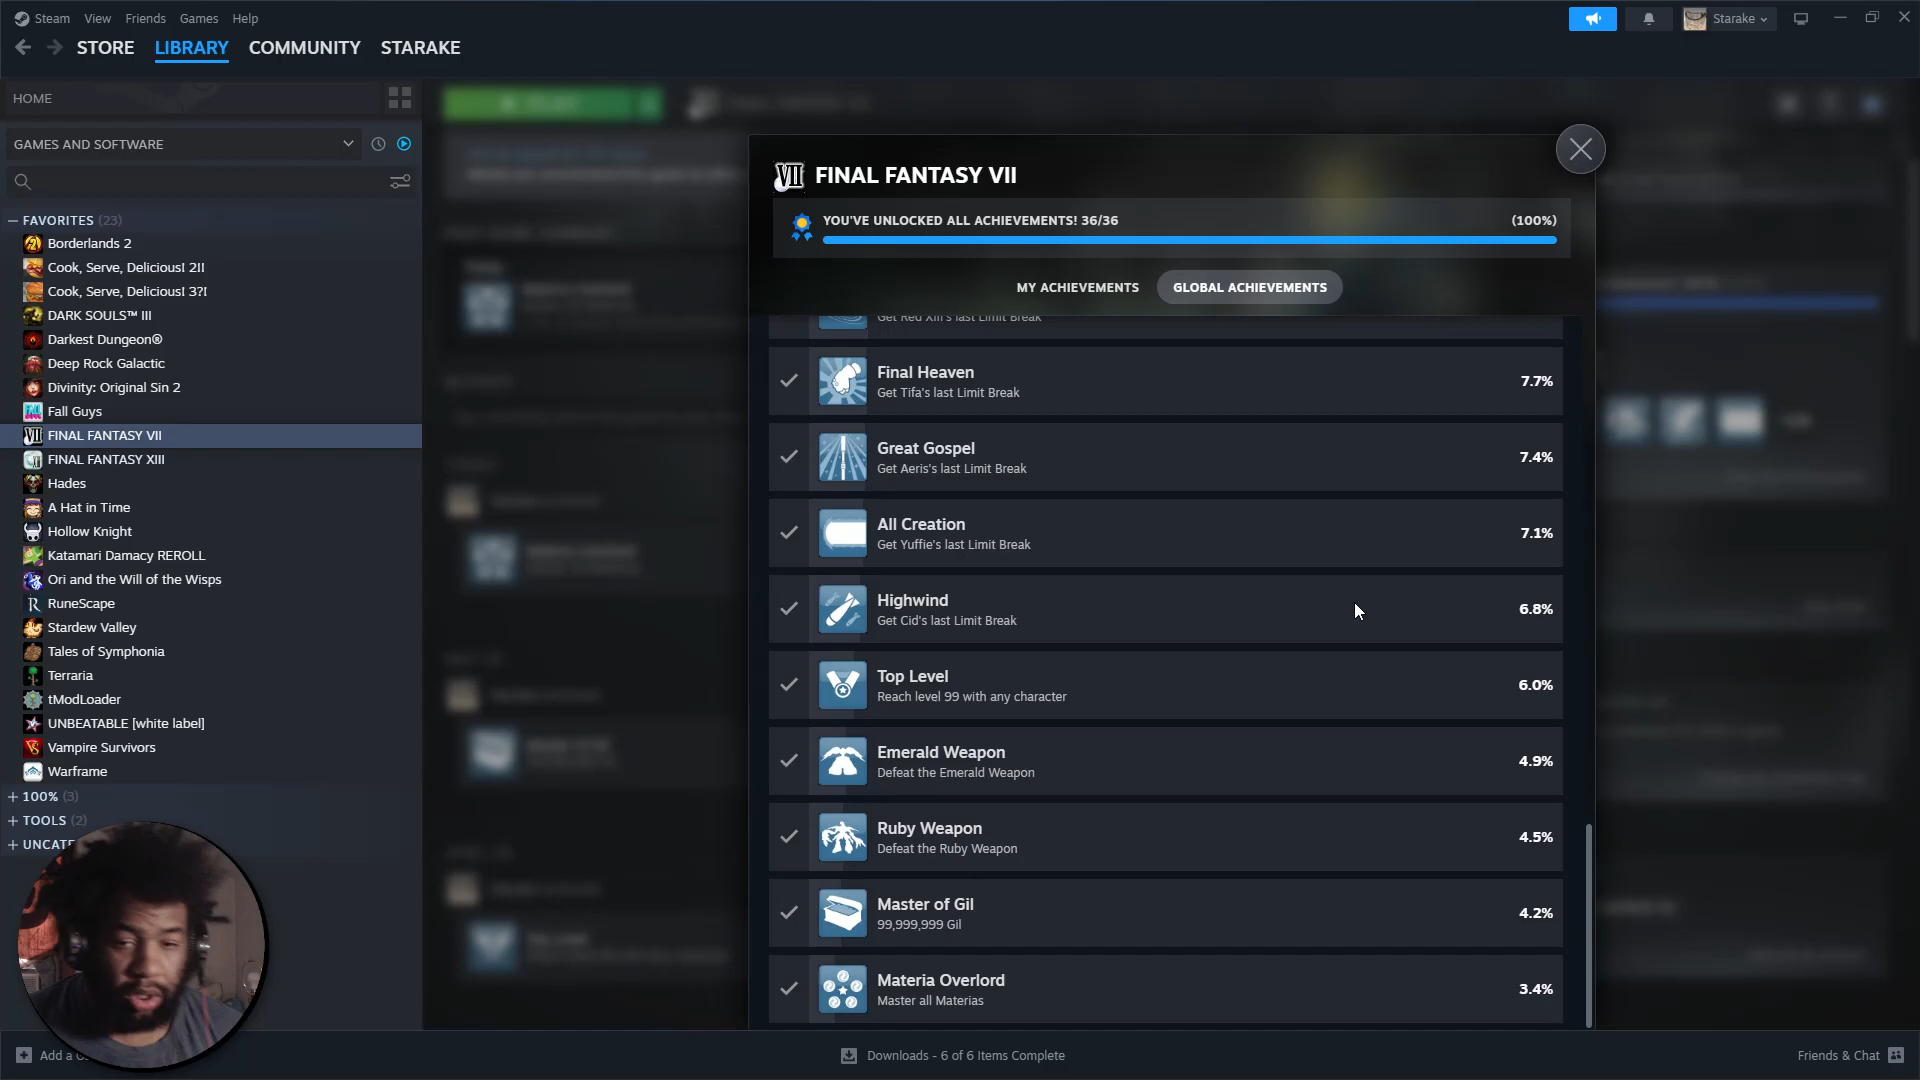 Steam View Friends Games Help
Starake
STORE LIBRARY COMMUNITY STARAKE
HOME
GAMES AND SOFTWARE
FAVORITES (23)
Borderlands 2
Cook, Serve, Delicious! 2!!
Cook, Serve, Delicious! 3?!
DARK SOULS™ III
Darkest Dungeon®
Deep Rock Galactic
Divinity: Original Sin 2
Fall Guys
FINAL FANTASY VII
FINAL FANTASY XIII
Hades
A Hat in Time
Hollow Knight
Katamari Damacy REROLL
Ori and the Will of the Wisps
RuneScape
Stardew Valley
Tales of Symphonia
Terraria
tModLoader
UNBEATABLE [white label]
Vampire Survivors
Warframe
100% (3)
TOOLS (2)
UNCATE
Add a G
VII FINAL FANTASY VII
YOU'VE UNLOCKED ALL ACHIEVEMENTS! 36/36 (100%)
MY ACHIEVEMENTS GLOBAL ACHIEVEMENTS
Get Red XIII's last Limit Break
Final Heaven
Get Tifa's last Limit Break
7.7%
Great Gospel
Get Aeris's last Limit Break
7.4%
All Creation
Get Yuffie's last Limit Break
7.1%
Highwind
Get Cid's last Limit Break
6.8%
Top Level
Reach level 99 with any character
6.0%
Emerald Weapon
Defeat the Emerald Weapon
4.9%
Ruby Weapon
Defeat the Ruby Weapon
4.5%
Master of Gil
99,999,999 Gil
4.2%
Materia Overlord
Master all Materias
3.4%
Downloads - 6 of 6 Items Complete
Friends & Chat